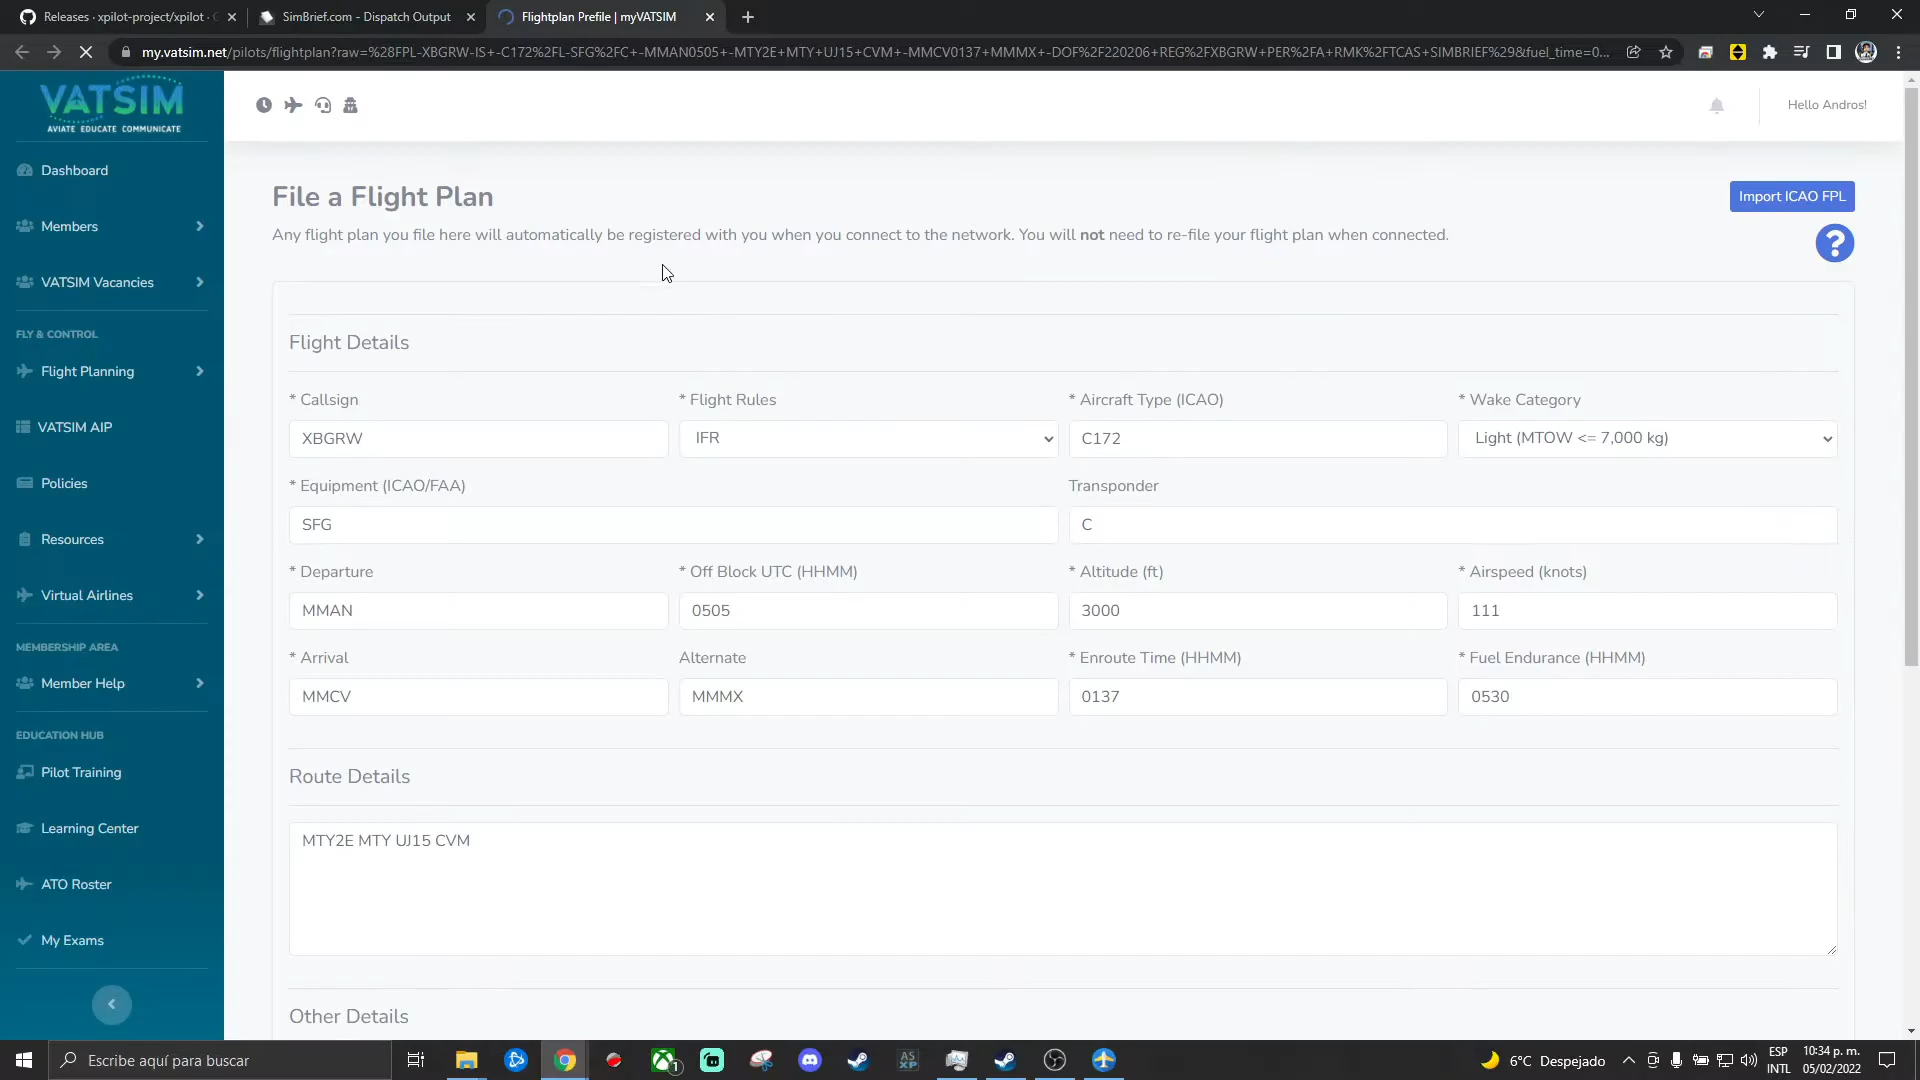 Releases · xpilot-project/xpilot · G
SimBrief.com - Dispatch Output
Flightplan Prefile | myVATSIM
my.vatsim.net/pilots/flightplan?raw=%28FPL-XBGRW-IS+-C172%2FL-SFG%2FC+-MMAN0505+-MTY2E+MTY+UJ15+CVM+-MMCV0137+MMMX+-DOF%2F220206+REG%2FXBGRW+PER%2FA+RMK%2FTCAS+SIMBRIEF%29&fuel_time=0...
VATSIM
AVIATE EDUCATE COMMUNICATE
Hello Andros!
Dashboard
Members
VATSIM Vacancies
FLY & CONTROL
Flight Planning
VATSIM AIP
Policies
Resources
Virtual Airlines
MEMBERSHIP AREA
Member Help
EDUCATION HUB
Pilot Training
Learning Center
ATO Roster
My Exams
File a Flight Plan
Import ICAO FPL
Any flight plan you file here will automatically be registered with you when you connect to the network. You will not need to re-file your flight plan when connected.
?
Flight Details
* Callsign
* Flight Rules
* Aircraft Type (ICAO)
* Wake Category
XBGRW
IFR
C172
Light (MTOW <= 7,000 kg)
* Equipment (ICAO/FAA)
Transponder
SFG
C
* Departure
* Off Block UTC (HHMM)
* Altitude (ft)
* Airspeed (knots)
MMAN
0505
3000
111
* Arrival
Alternate
* Enroute Time (HHMM)
* Fuel Endurance (HHMM)
MMCV
MMMX
0137
0530
Route Details
MTY2E MTY UJ15 CVM
Other Details
Escribe aquí para buscar
1
AS
XP
6°C Despejado
ESP
INTL
10:34 p. m.
05/02/2022